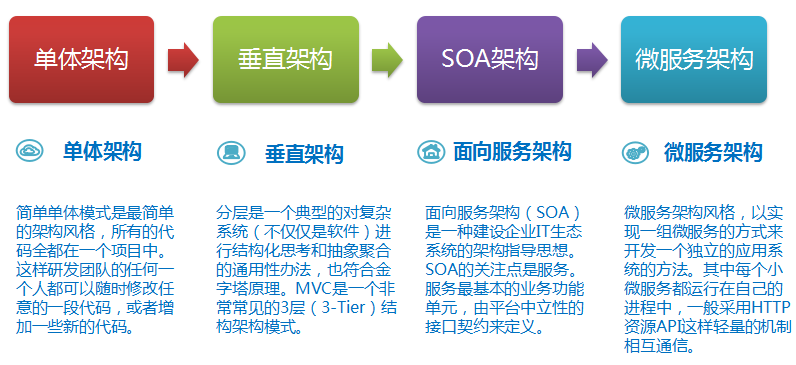 单体架构
垂直架构
SOA架构
微服务架构
单体架构
垂直架构
面向服务架构
微服务架构
简单单体模式是最简单
的架构风格，所有的代
码全都在一个项目中。
这样研发团队的任何一
个人都可以随时修改任
意的一段代码，或者增
加一些新的代码。
分层是一个典型的对复杂
系统（不仅仅是软件）进
行结构化思考和抽象聚合
的通用性办法，也符合金
字塔原理。MVC是一个非
常常见的3层（3-Tier）结
构架构模式。
面向服务架构（SOA）
是一种建设企业IT生态
系统的架构指导思想。
SOA的关注点是服务。
服务最基本的业务功能
单元，由平台中立性的
接口契约来定义。
微服务架构风格，以实
现一组微服务的方式来
开发一个独立的应用系
统的方法。其中每个小
微服务都运行在自己的
进程中，一般采用HTTP
资源API这样轻量的机制
相互通信。